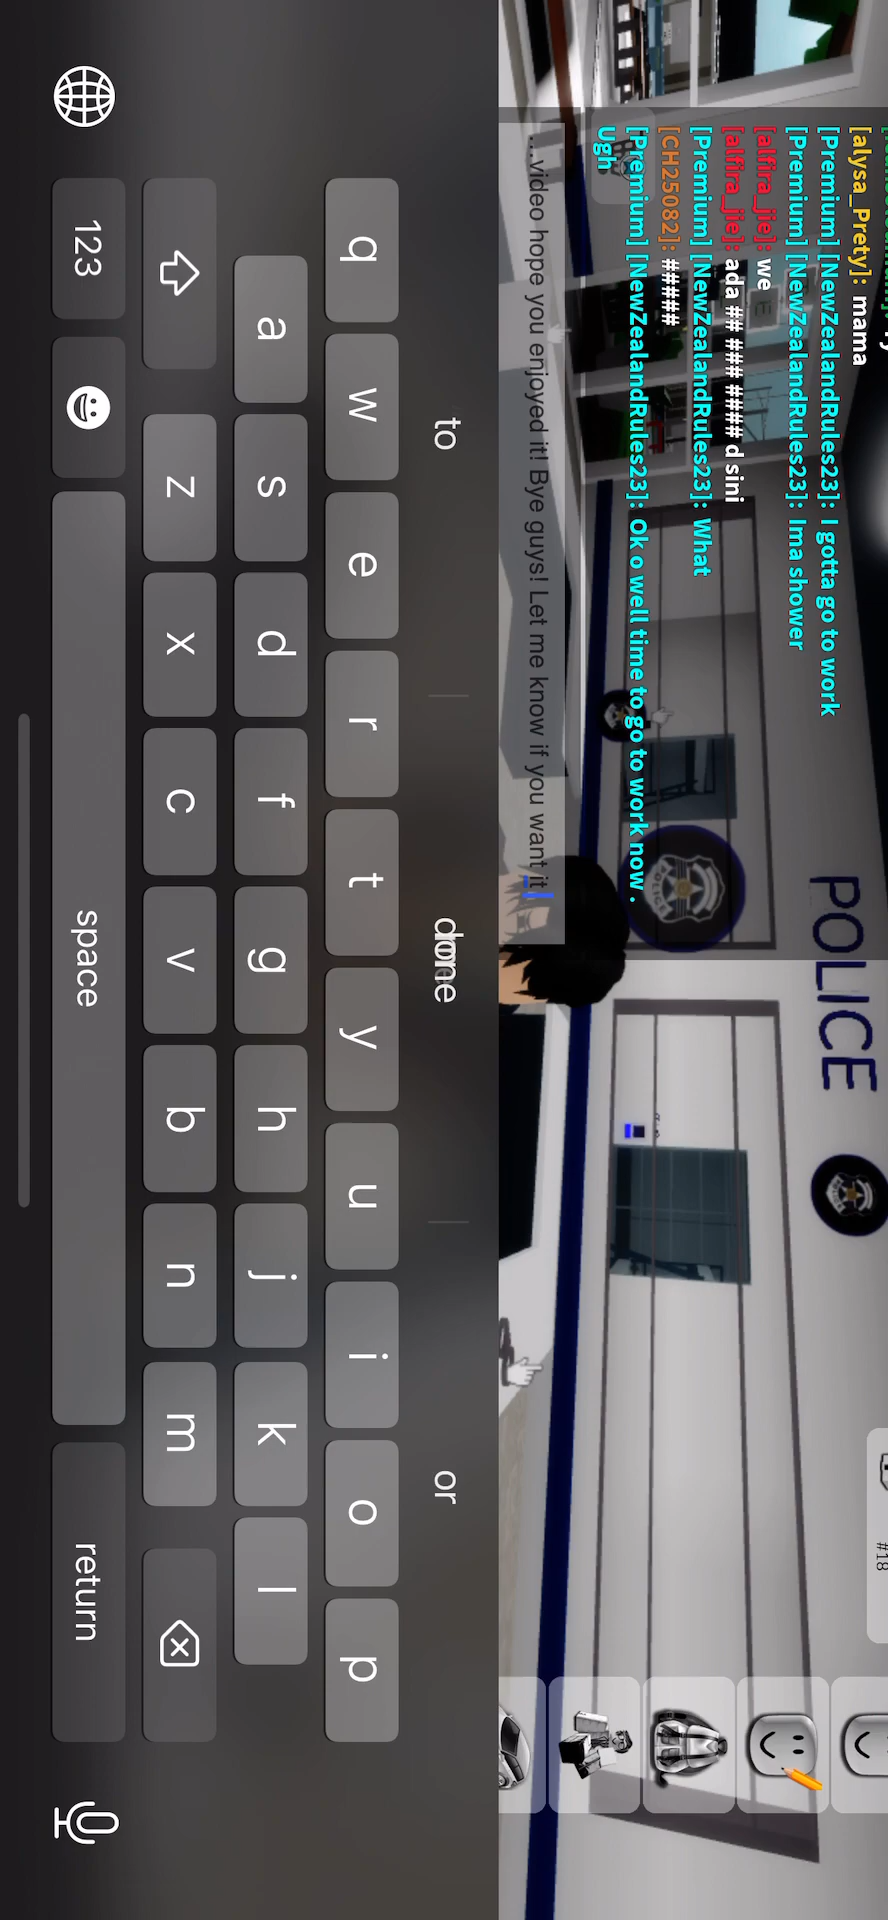 [alysa_Prety]: mama
[Premium] [NewZealandRules23]: I gotta go to work
[Premium] [NewZealandRules23]: Ima shower
[alfira_jie]: we
[alfira_jie]: ada ## ### #### d sini
[Premium] [NewZealandRules23]: What
[CH25082]: #####
[Premium] [NewZealandRules23]: Ok o well time to go to work now .
Ugh
...video hope you enjoyed it! Bye guys! Let me know if you want it
POLICE
POLICE
#18
to
or
q w e r t y u i o p
a s d f g h j k l
z x c v b n m
123
space
return